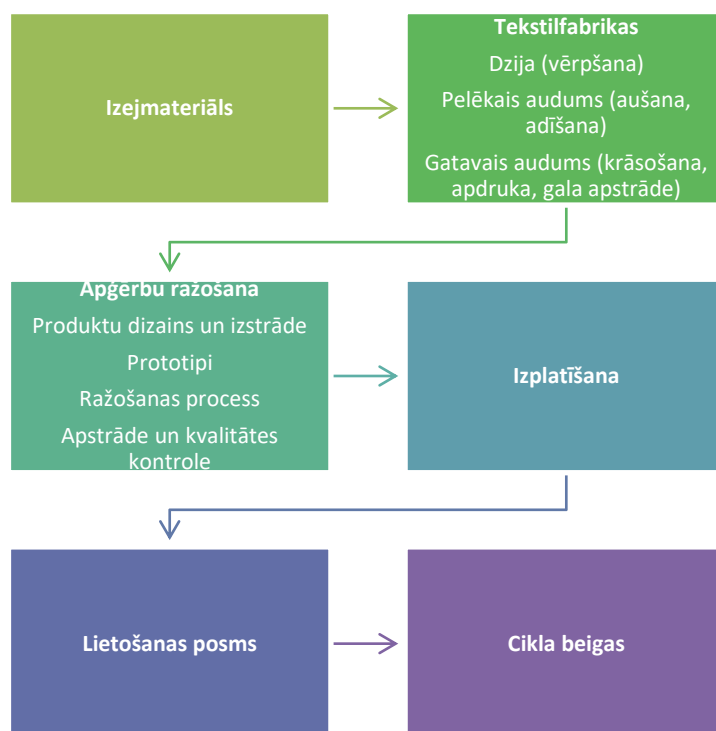 Izejmateriāls
Tekstilfabrikas
Dzija (vērpšana)
Pelēkais audums (aušana,
adīšana)
Gatavais audums (krāsošana,
apdruka, gala apstrāde)
Apģērbu ražošana
Produktu dizains un izstrāde
Prototipi
Ražošanas process
Apstrāde un kvalitātes
kontrole
Izplatīšana
Lietošanas posms
Cikla beigas